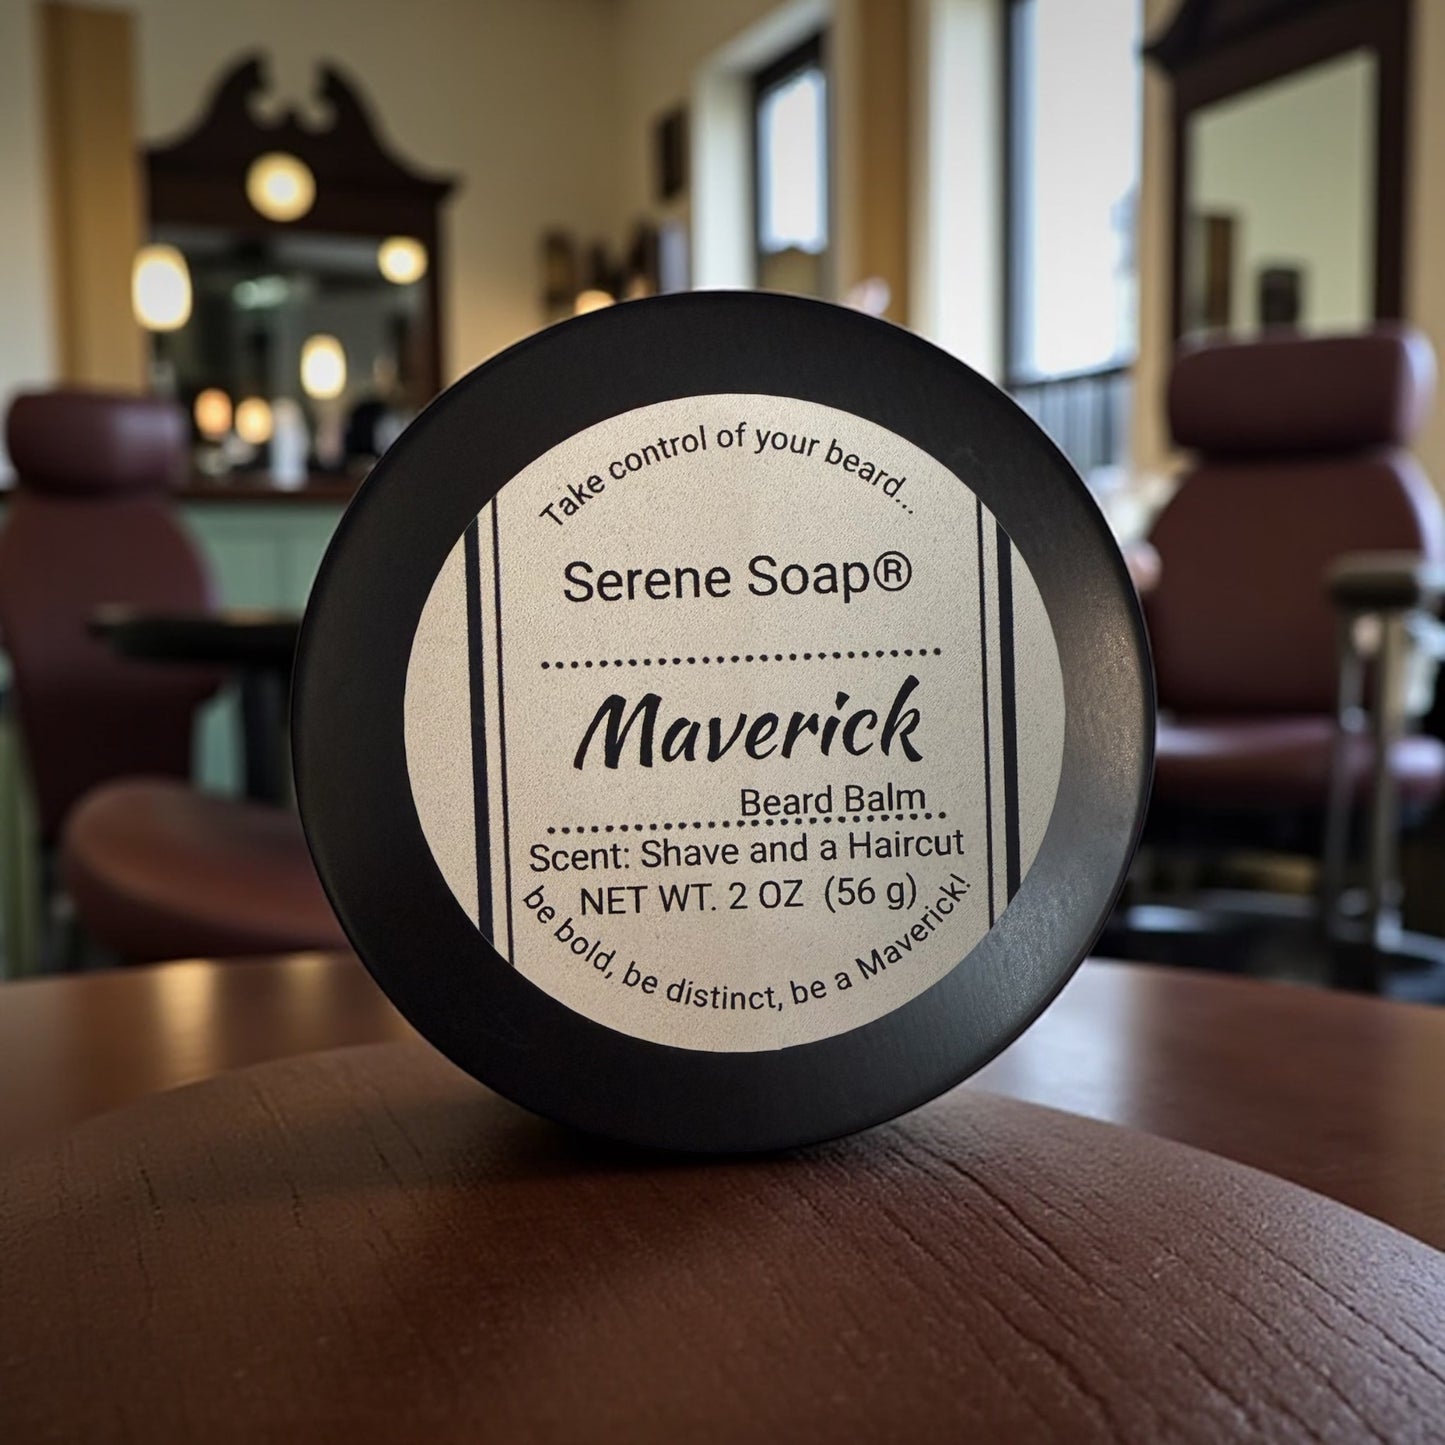 Take control of your beard...
Serene Soap®
Maverick
Beard Balm
Scent: Shave and a Haircut
NET WT. 2 OZ (56 g)
be bold, be distinct, be a Maverick!